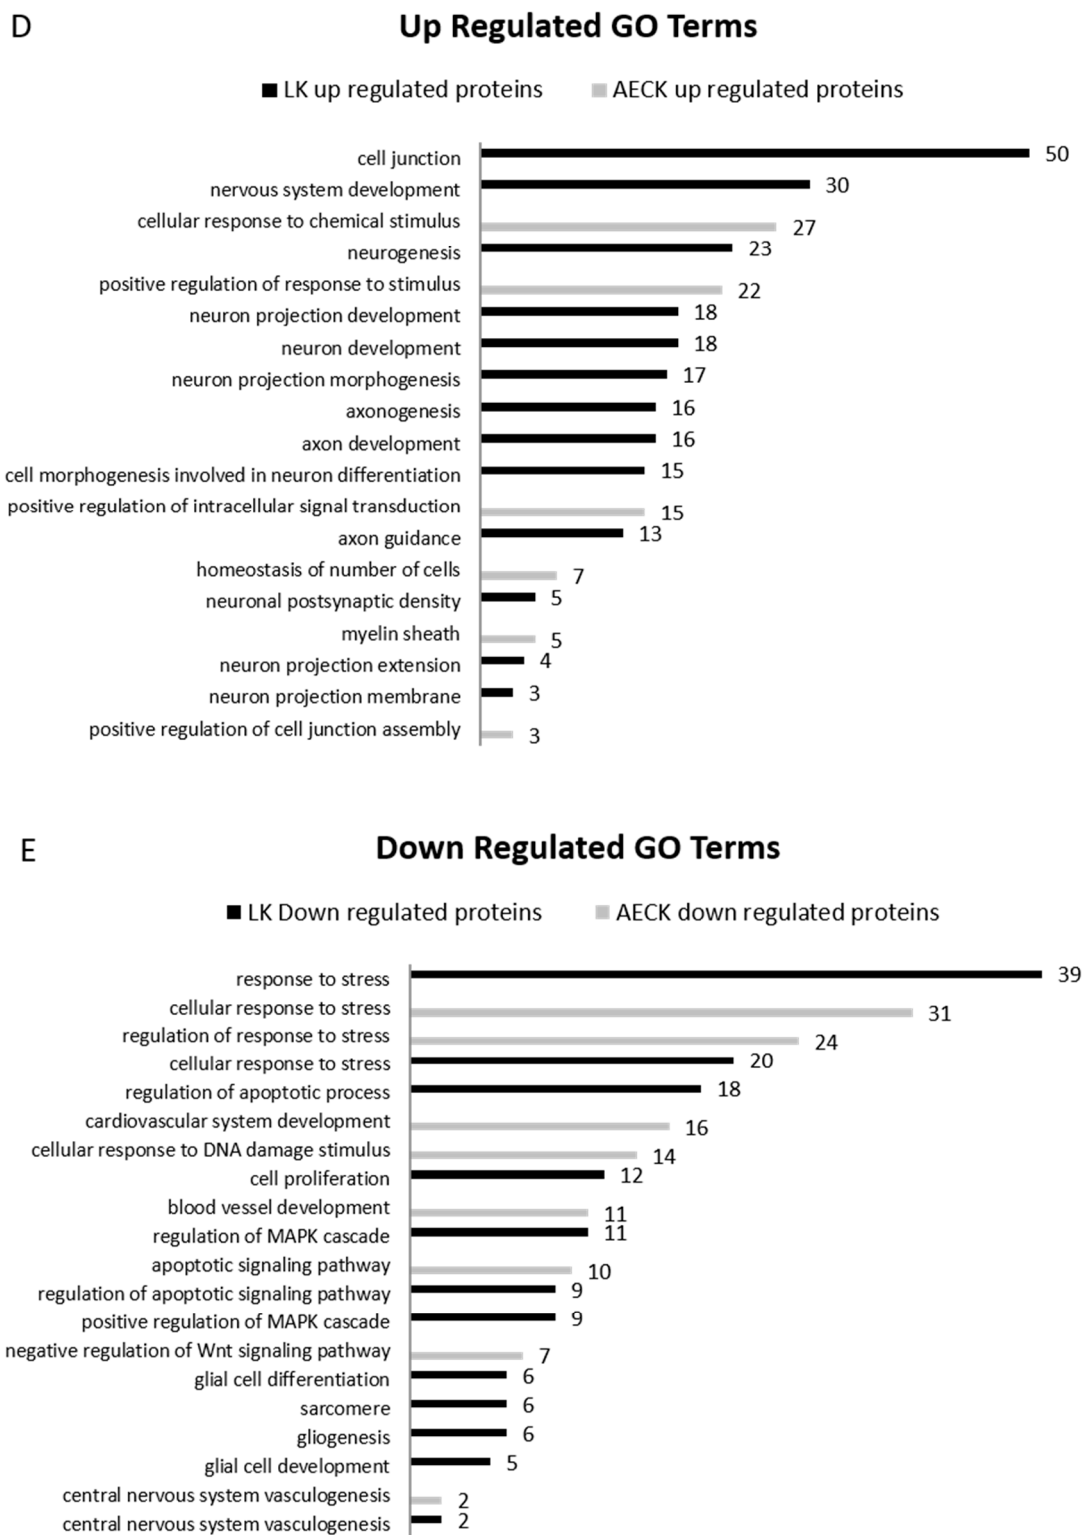 D
Up Regulated GO Terms
LK up regulated proteins AECK up regulated proteins
cell junction 50
nervous system development 30
cellular response to chemical stimulus 27
neurogenesis 23
positive regulation of response to stimulus 22
neuron projection development 18
neuron development 18
neuron projection morphogenesis 17
axonogenesis 16
axon development 16
cell morphogenesis involved in neuron differentiation 15
positive regulation of intracellular signal transduction 15
axon guidance 13
homeostasis of number of cells 7
neuronal postsynaptic density 5
myelin sheath 5
neuron projection extension 4
neuron projection membrane 3
positive regulation of cell junction assembly 3
E
Down Regulated GO Terms
LK Down regulated proteins AECK down regulated proteins
response to stress 39
cellular response to stress 31
regulation of response to stress 24
cellular response to stress 20
regulation of apoptotic process 18
cardiovascular system development 16
cellular response to DNA damage stimulus 14
cell proliferation 12
blood vessel development 11
regulation of MAPK cascade 11
apoptotic signaling pathway 10
regulation of apoptotic signaling pathway 9
positive regulation of MAPK cascade 9
negative regulation of Wnt signaling pathway 7
glial cell differentiation 6
sarcomere 6
gliogenesis 6
glial cell development 5
central nervous system vasculogenesis 2
central nervous system vasculogenesis 2